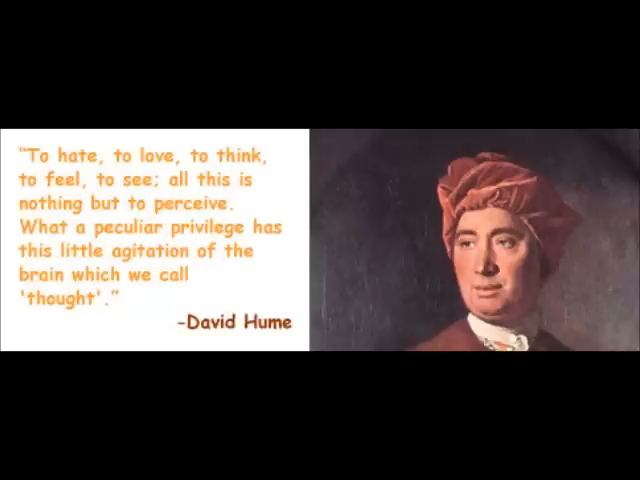 “To hate, to love, to think,
to feel, to see; all this is
nothing but to perceive.
What a peculiar privilege has
this little agitation of the
brain which we call
'thought'.”
-David Hume